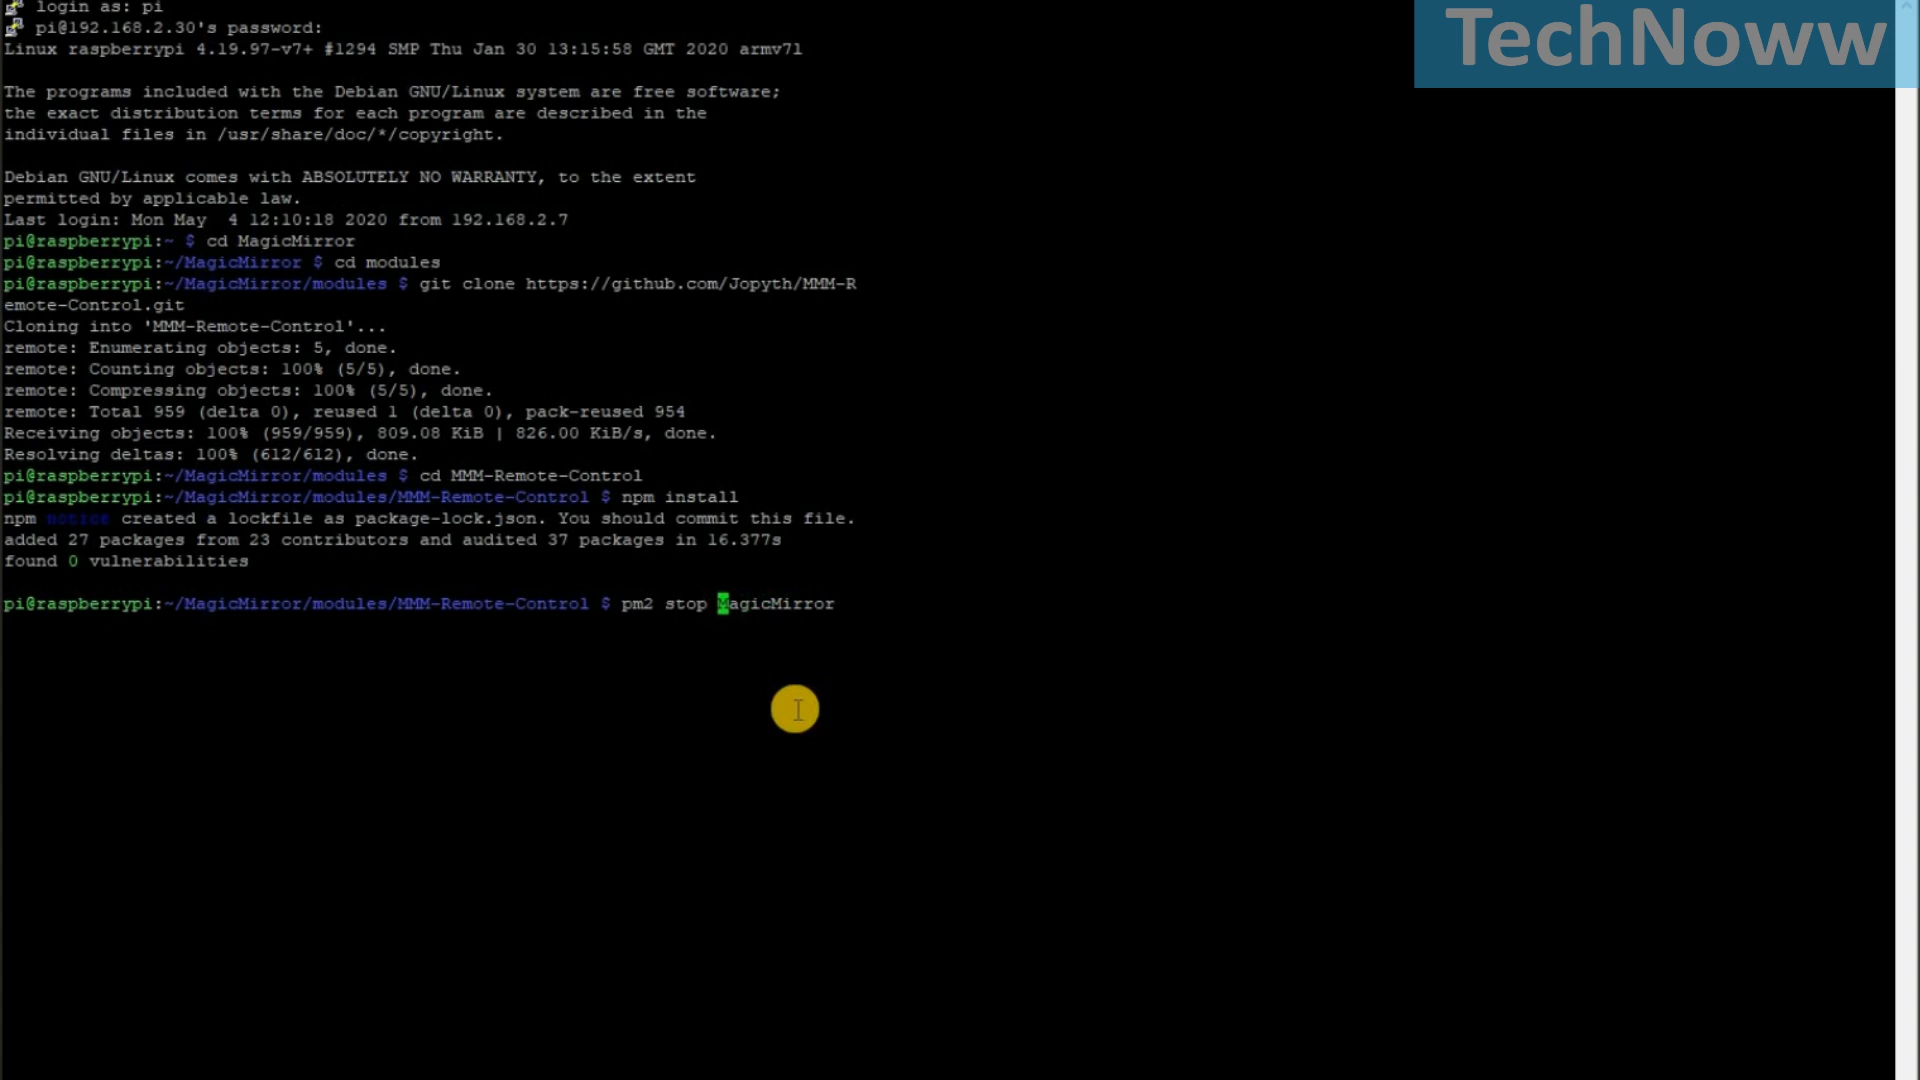 login as: pi
pi@192.168.2.30's password:
Linux raspberrypi 4.19.97-v7+ #1294 SMP Thu Jan 30 13:15:58 GMT 2020 armv7l
TechNoww
The programs included with the Debian GNU/Linux system are free software;
the exact distribution terms for each program are described in the
individual files in /usr/share/doc/*/copyright.
Debian GNU/Linux comes with ABSOLUTELY NO WARRANTY, to the extent
permitted by applicable law.
Last login: Mon May  4 12:10:18 2020 from 192.168.2.7
pi@raspberrypi:~ $ cd MagicMirror
pi@raspberrypi:~/MagicMirror $ cd modules
pi@raspberrypi:~/MagicMirror/modules $ git clone https://github.com/Jopyth/MMM-R
emote-Control.git
Cloning into 'MMM-Remote-Control'...
remote: Enumerating objects: 5, done.
remote: Counting objects: 100% (5/5), done.
remote: Compressing objects: 100% (5/5), done.
remote: Total 959 (delta 0), reused 1 (delta 0), pack-reused 954
Receiving objects: 100% (959/959), 809.08 KiB | 826.00 KiB/s, done.
Resolving deltas: 100% (612/612), done.
pi@raspberrypi:~/MagicMirror/modules $ cd MMM-Remote-Control
pi@raspberrypi:~/MagicMirror/modules/MMM-Remote-Control $ npm install
npm notice created a lockfile as package-lock.json. You should commit this file.
added 27 packages from 23 contributors and audited 37 packages in 16.377s
found 0 vulnerabilities
pi@raspberrypi:~/MagicMirror/modules/MMM-Remote-Control $ pm2 stop MagicMirror